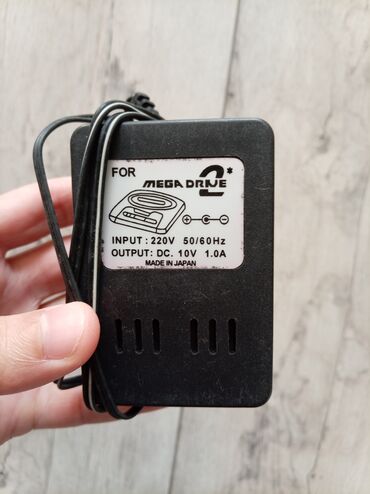 FOR
MEGA DRIVE 2*
INPUT : 220V 50/60Hz
OUTPUT: DC. 10V 1.0A
MADE IN JAPAN